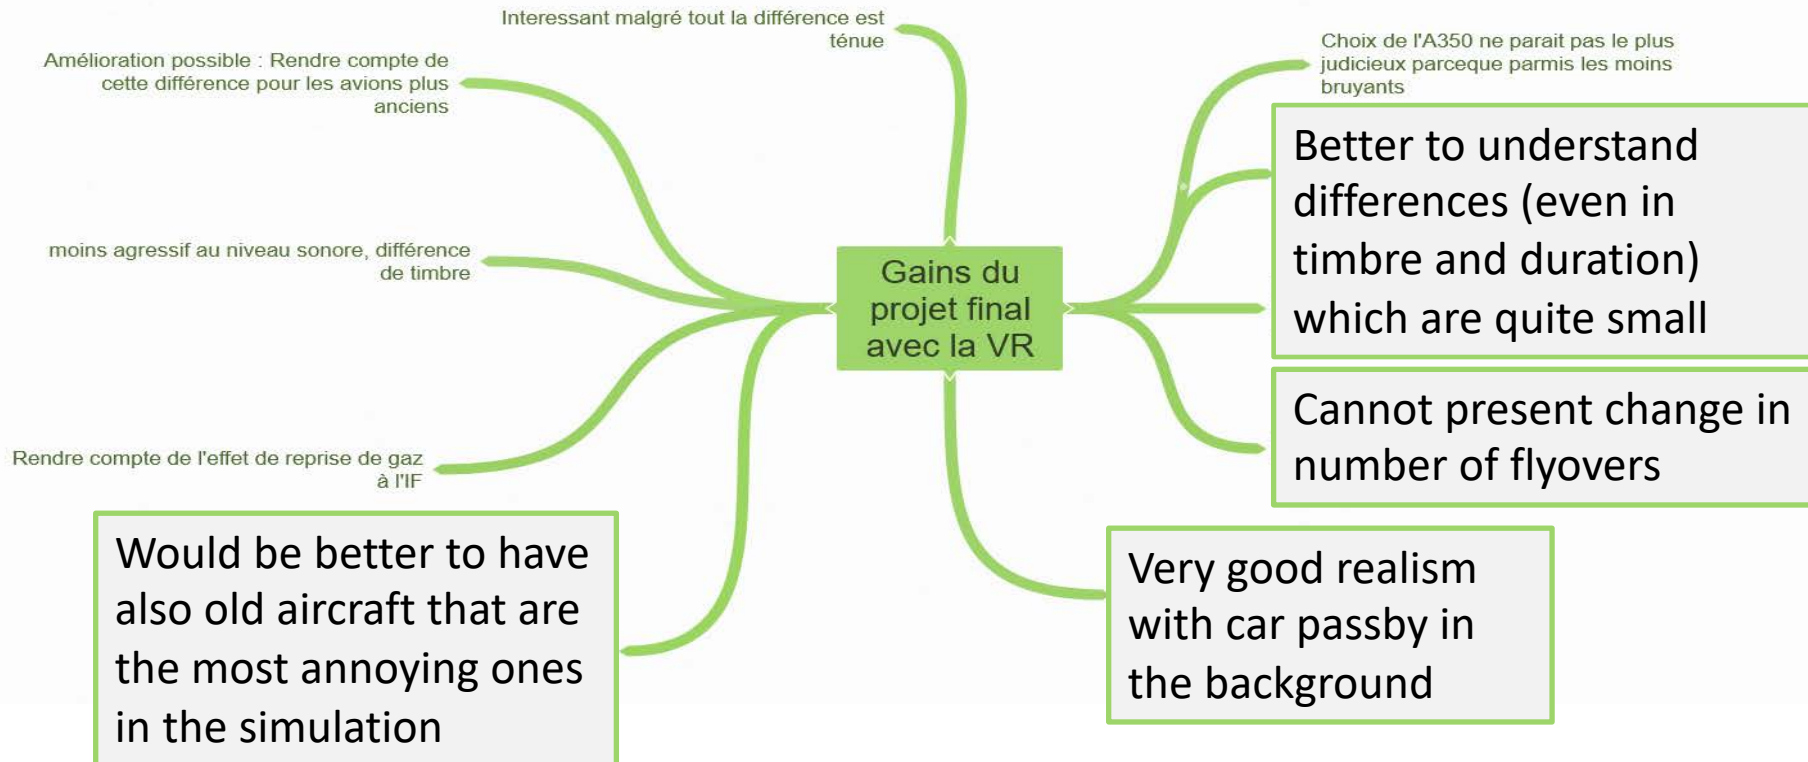 Interessant malgré tout la différence est
ténue
Amélioration possible : Rendre compte de
cette différence pour les avions plus
anciens
moins agressif au niveau sonore, différence
de timbre
Rendre compte de l'effet de reprise de gaz
à l'IF
Would be better to have
also old aircraft that are
the most annoying ones
in the simulation
Gains du
projet final
avec la VR
Choix de l'A350 ne parait pas le plus
judicieux parceque parmis les moins
bruyants
Better to understand
differences (even in
timbre and duration)
which are quite small
Cannot present change in
number of flyovers
Very good realism
with car passby in
the background